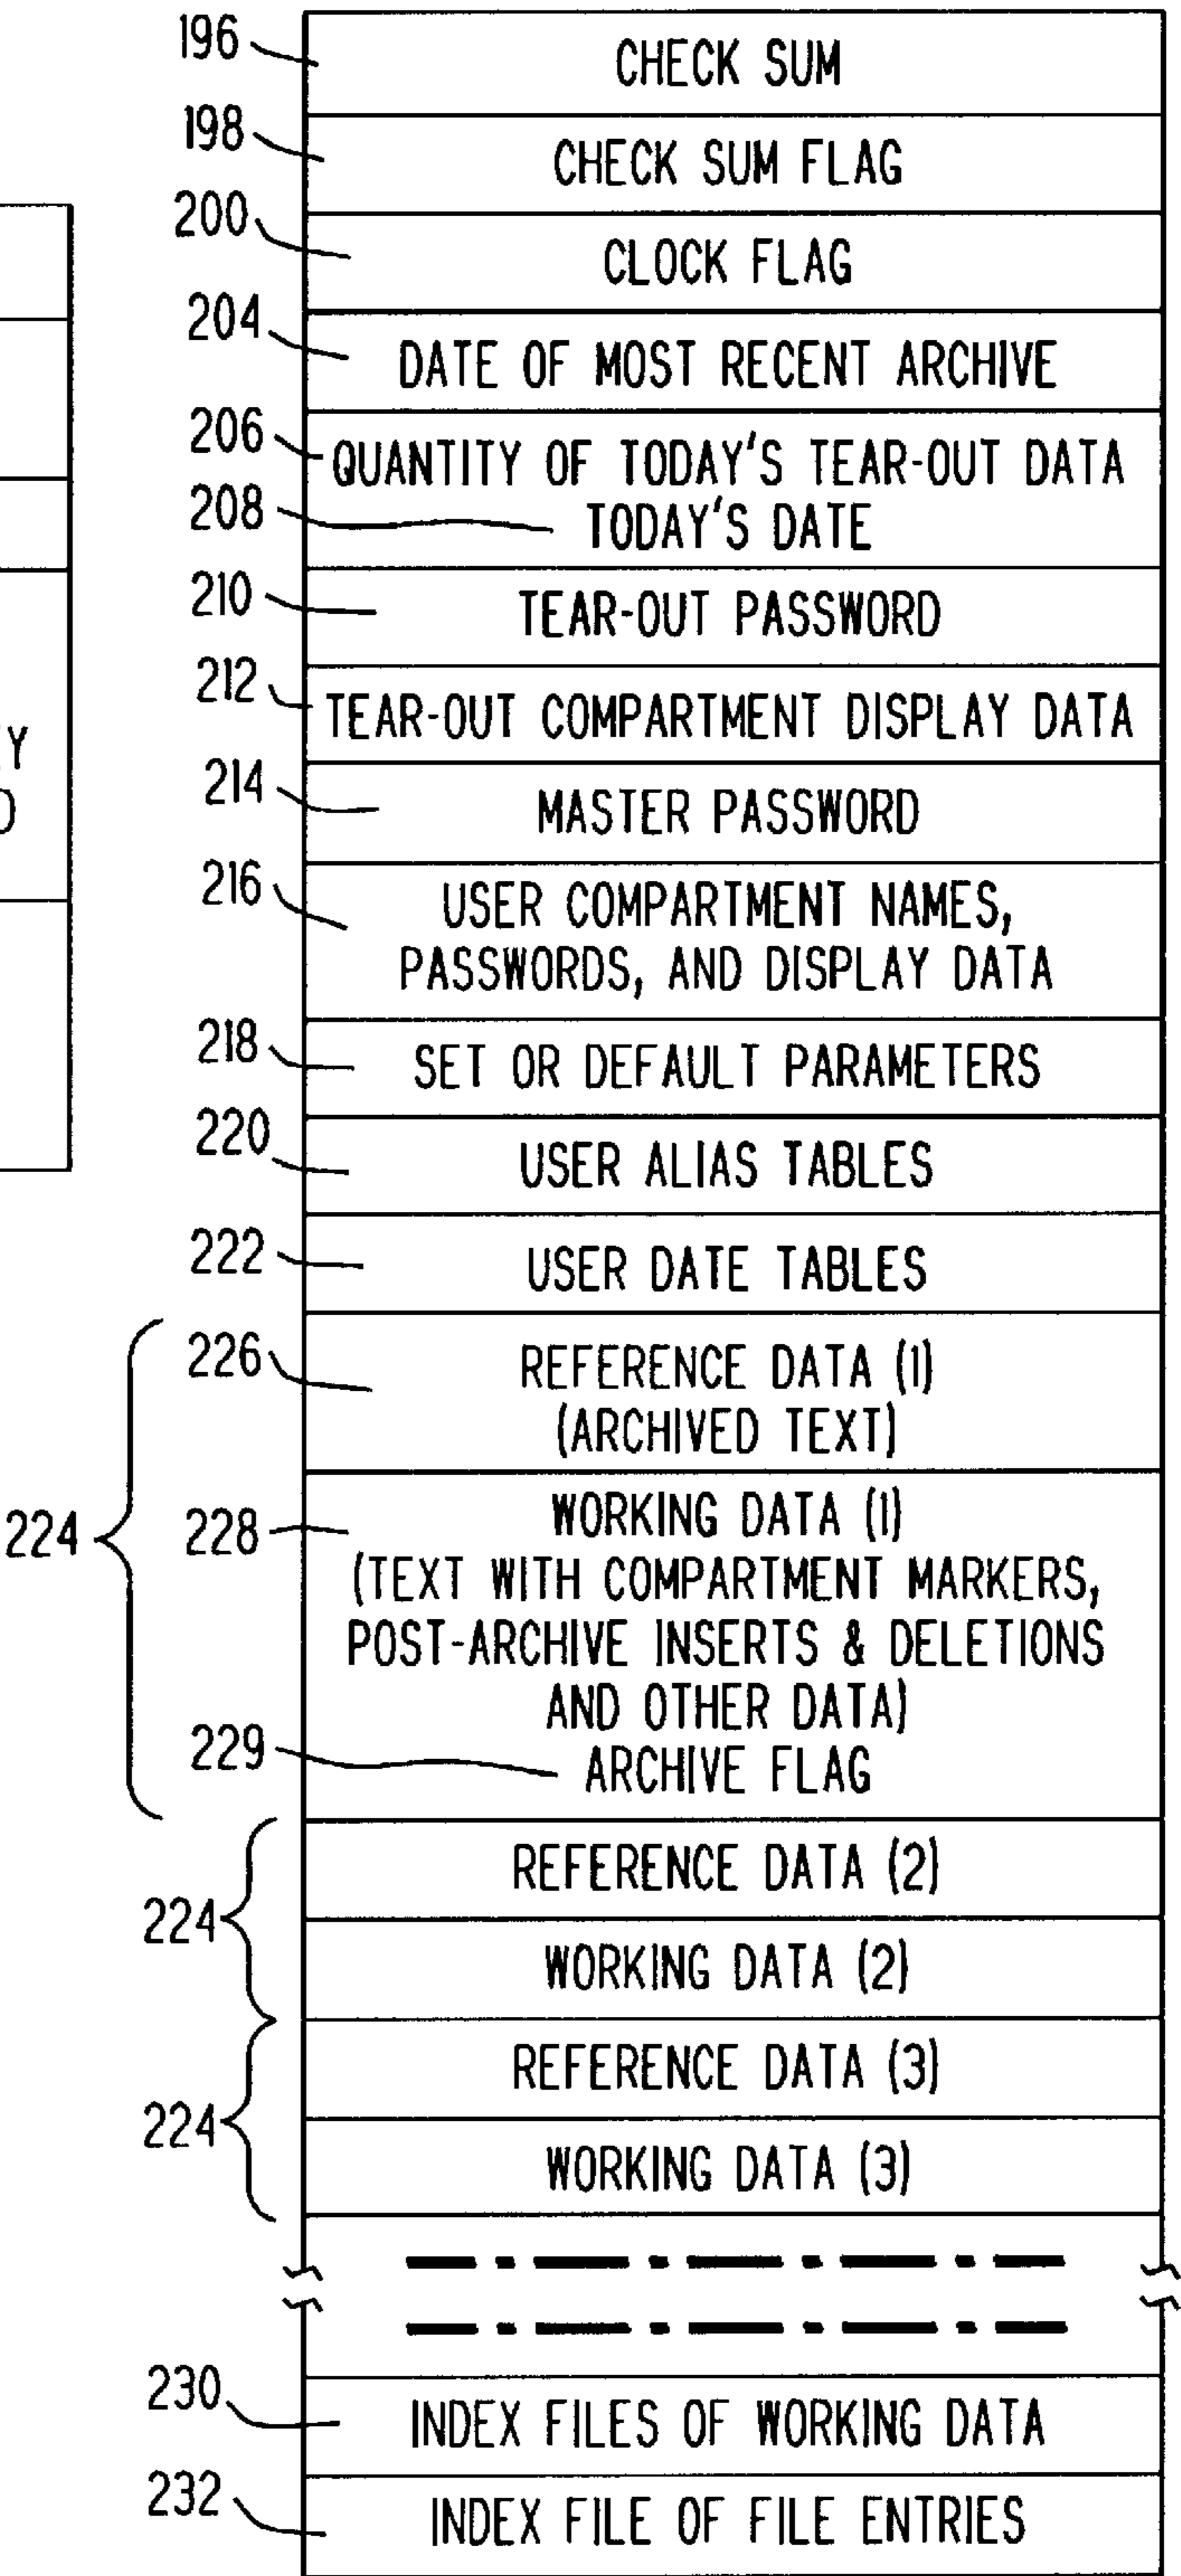 196
CHECK SUM
198
CHECK SUM FLAG
200
CLOCK FLAG
204
DATE OF MOST RECENT ARCHIVE
206
QUANTITY OF TODAY'S TEAR-OUT DATA
208
TODAY'S DATE
210
TEAR-OUT PASSWORD
212
TEAR-OUT COMPARTMENT DISPLAY DATA
214
MASTER PASSWORD
216
USER COMPARTMENT NAMES,
PASSWORDS, AND DISPLAY DATA
218
SET OR DEFAULT PARAMETERS
220
USER ALIAS TABLES
222
USER DATE TABLES
224
226
REFERENCE DATA (1)
(ARCHIVED TEXT)
228
WORKING DATA (1)
(TEXT WITH COMPARTMENT MARKERS,
POST-ARCHIVE INSERTS & DELETIONS
AND OTHER DATA)
229
ARCHIVE FLAG
224
REFERENCE DATA (2)
WORKING DATA (2)
224
REFERENCE DATA (3)
WORKING DATA (3)
230
INDEX FILES OF WORKING DATA
232
INDEX FILE OF FILE ENTRIES